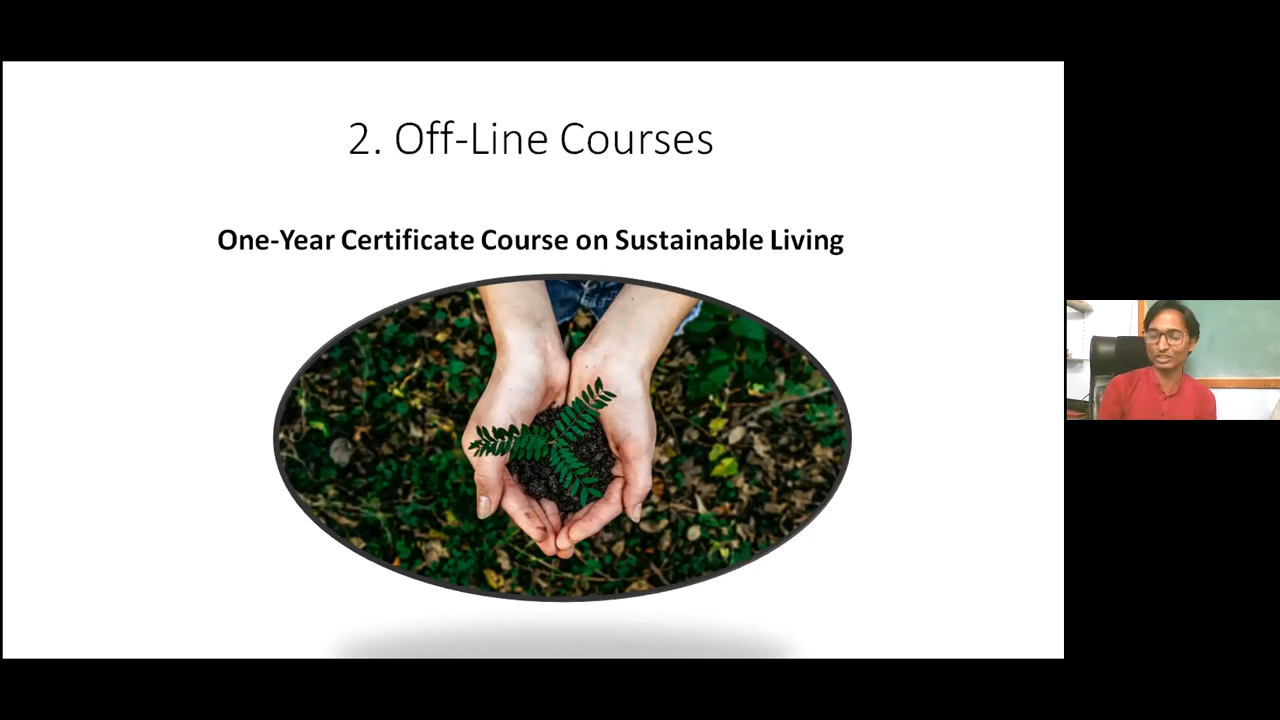 2. Off-Line Courses
One-Year Certificate Course on Sustainable Living